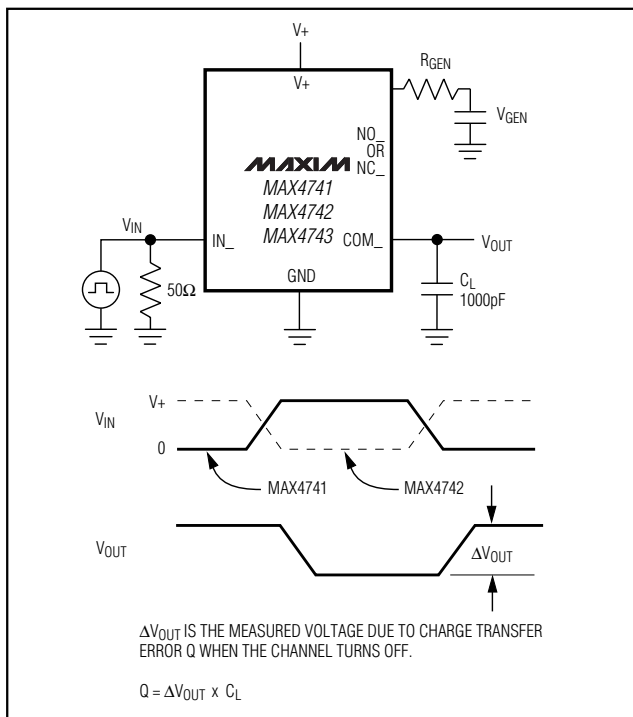 V+
V+
RGEN
VGEN
NO_
OR
NC_
MAXIM
MAX4741
MAX4742
MAX4743
VIN
IN_
COM_
VOUT
50Ω
GND
CL
1000pF
VIN
V+
0
MAX4741
MAX4742
VOUT
ΔVOUT
ΔVOUT IS THE MEASURED VOLTAGE DUE TO CHARGE TRANSFER
ERROR Q WHEN THE CHANNEL TURNS OFF.
Q = ΔVOUT x CL